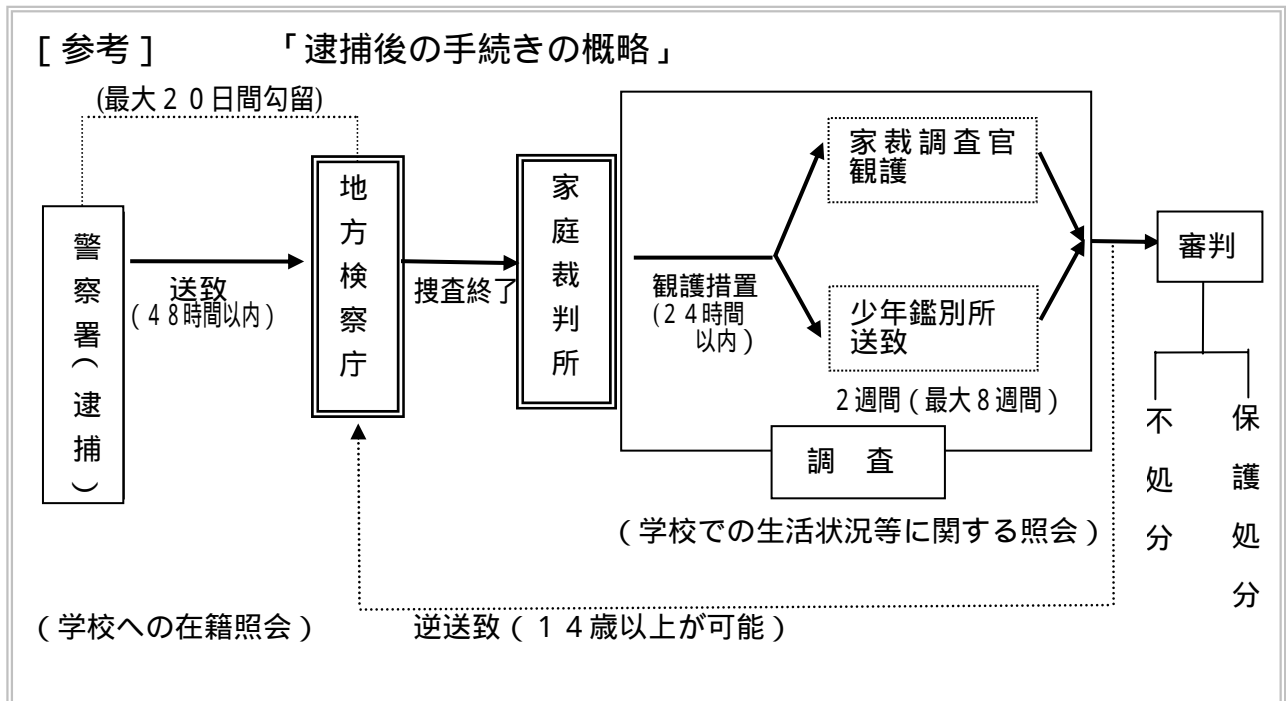 [参考]　「逮捕後の手続きの概略」
(最大２０日間勾留)
警察署（逮捕）
送致
(４８時間以内)
地方検察庁
捜査終了
家庭裁判所
観護措置
(２４時間
以内)
家裁調査官
観護
少年鑑別所
送致
２週間（最大８週間）
調　査
審判
不処分
保護処分
（学校での生活状況等に関する照会）
（学校への在籍照会）
逆送致（１４歳以上が可能）